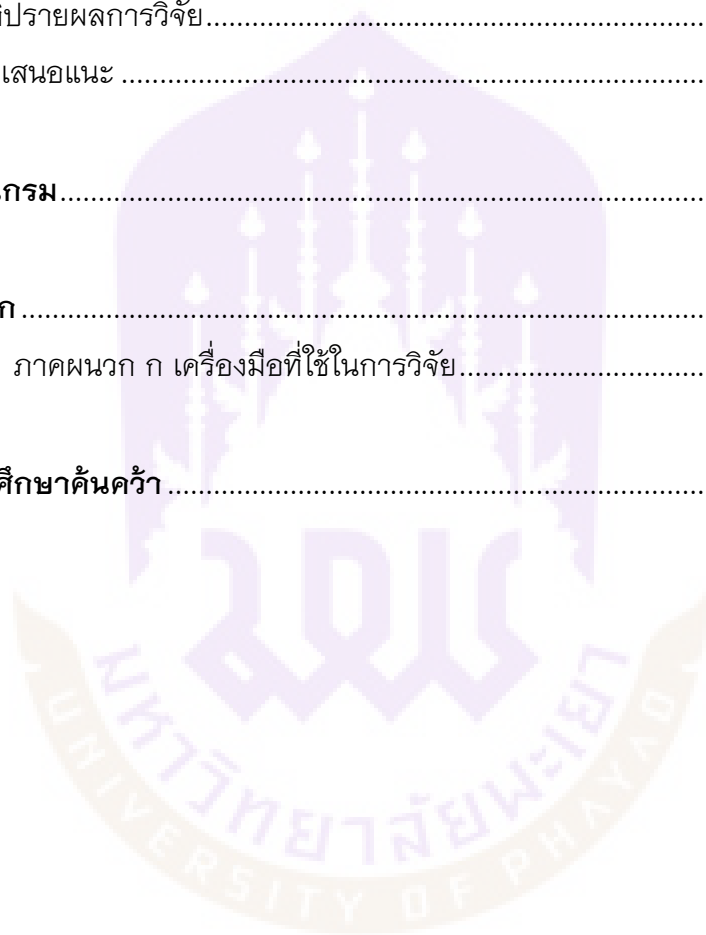 ปรายผลการวิจัย........................................................................
เสนอแนะ ....................................................................................
กรม..............................................................................................
ก ...................................................................................................
ภาคผนวก ก เครื่องมือที่ใช้ในการวิจัย...................................
ศึกษาค้นคว้า ...............................................................................
มหาวิทยาลัยพะเยา
UNIVERSITY OF PHAYAO